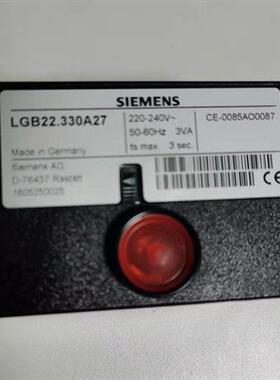 SIEMENS
LGB22.330A27
220-240V~
CE-0085AO0087
50-60Hz 3VA
Made in Germany
ts max. 3 sec.
Siemens AG
D-76437 Rastatt
1605250025
CE